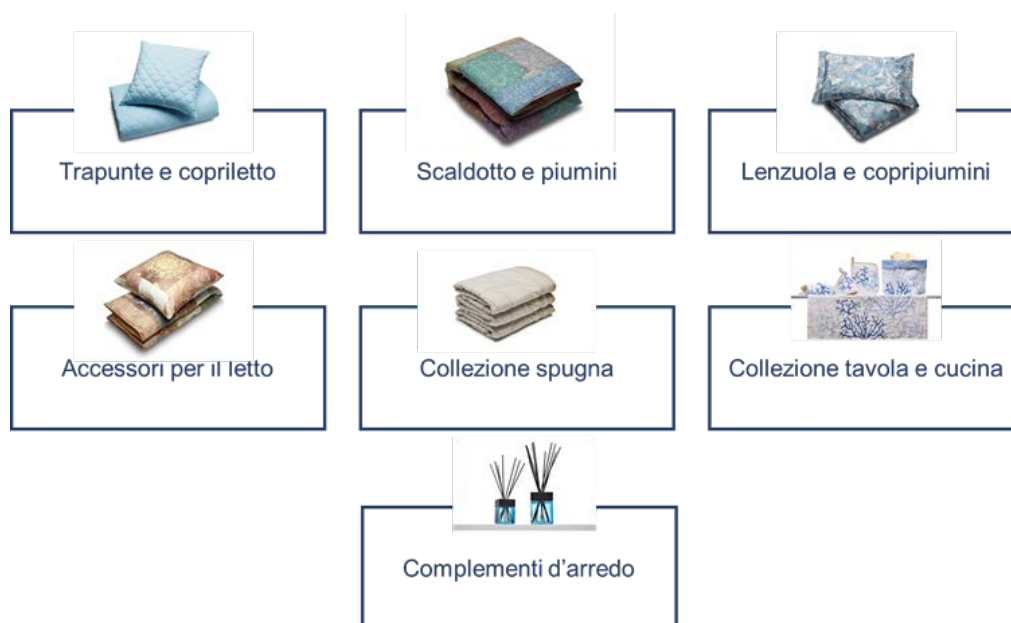 Trapunte e copriletto
Scaldotto e piumini
Lenzuola e copripiumini
Accessori per il letto
Collezione spugna
Collezione tavola e cucina
Complementi d'arredo